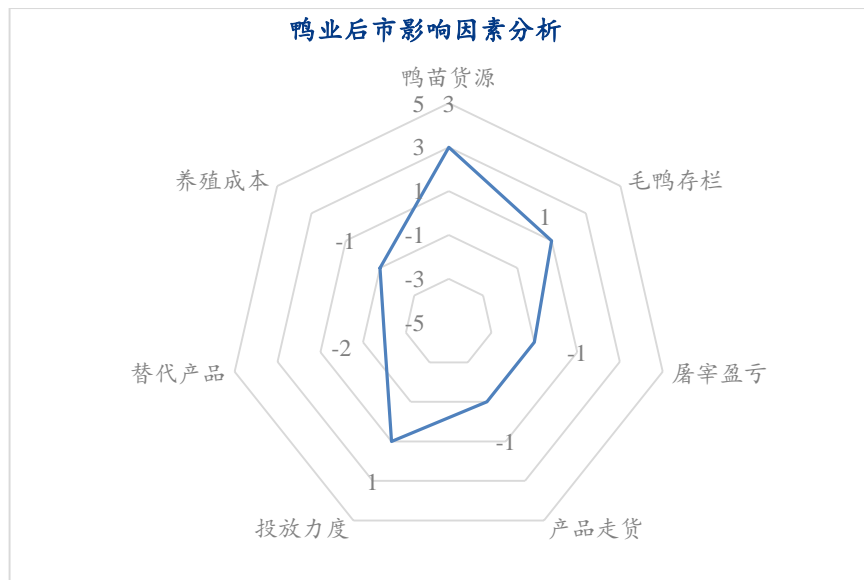 鸭业后市影响因素分析
鸭苗货源
5 3
3
养殖成本
毛鸭存栏
1
1
-1
-1
-3
-5
-2
-1
替代产品
屠宰盈亏
-1
1
投放力度
产品走货